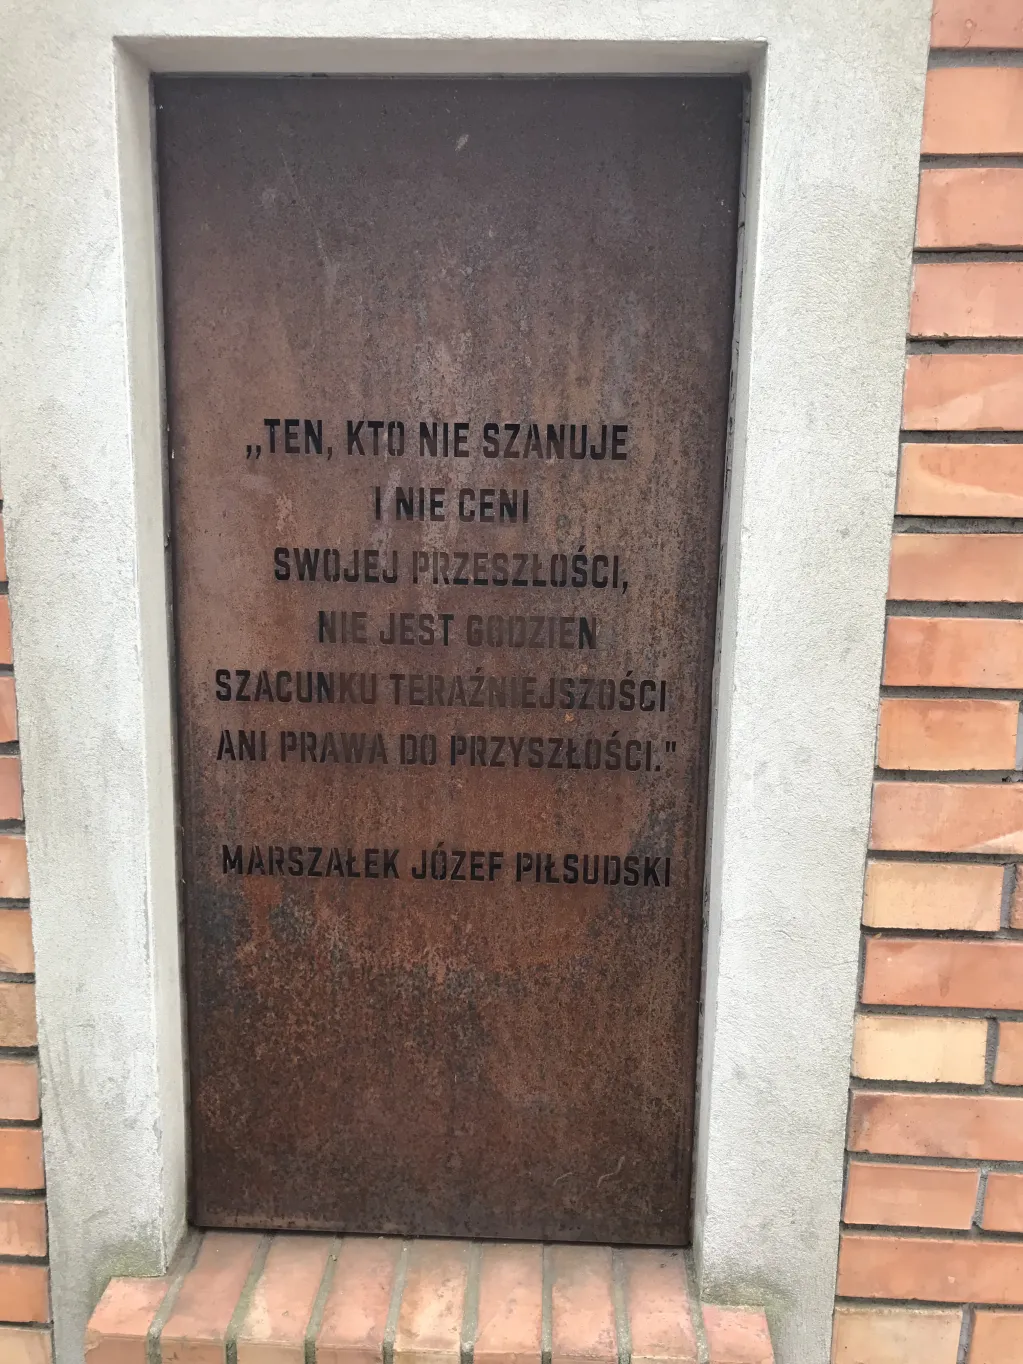 „TEN, KTO NIE SZANUJE
I NIE CENI
SWOJEJ PRZESZŁOŚCI,
NIE JEST GODZIEN
SZACUNKU TERAŹNIEJSZOŚCI
ANI PRAWA DO PRZYSZŁOŚCI."
MARSZAŁEK JÓZEF PIŁSUDSKI